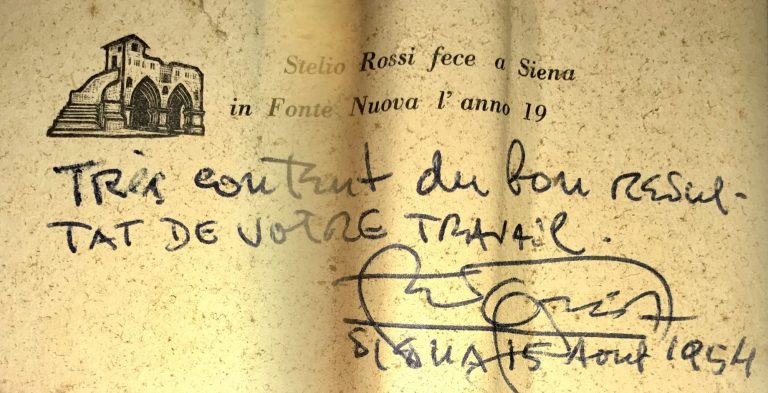 Stelio Rossi fece a Siena
in Fonte Nuova l'anno 19
Très content du bon RESUL-
TAT DE VOTRE TRAVAIL.
SIENA 15 Aout 1954